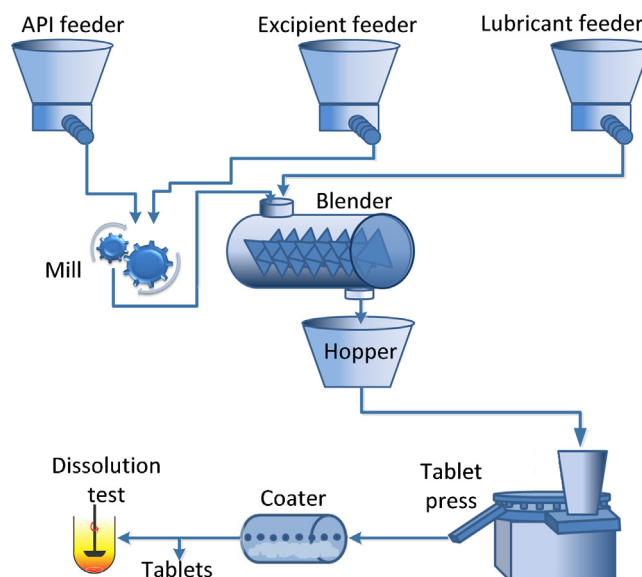 API feeder
Excipient feeder
Lubricant feeder
Blender
Mill
Hopper
Dissolution
test
Coater
Tablet
press
Tablets